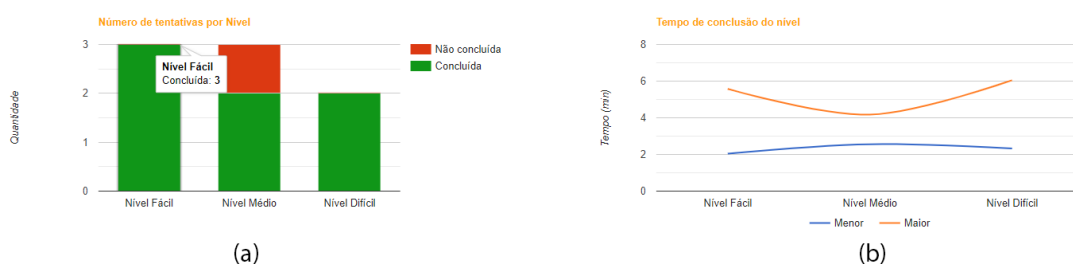 Número de tentativas por Nível
3
2
1
0
Quantidade
Nível Fácil
Concluída: 3
Não concluída
Concluída
Nível Fácil
Nível Médio
Nível Difícil
(a)
Tempo de conclusão do nível
8
6
4
2
0
Tempo (min)
Nível Fácil
Nível Médio
Nível Difícil
Menor
Maior
(b)